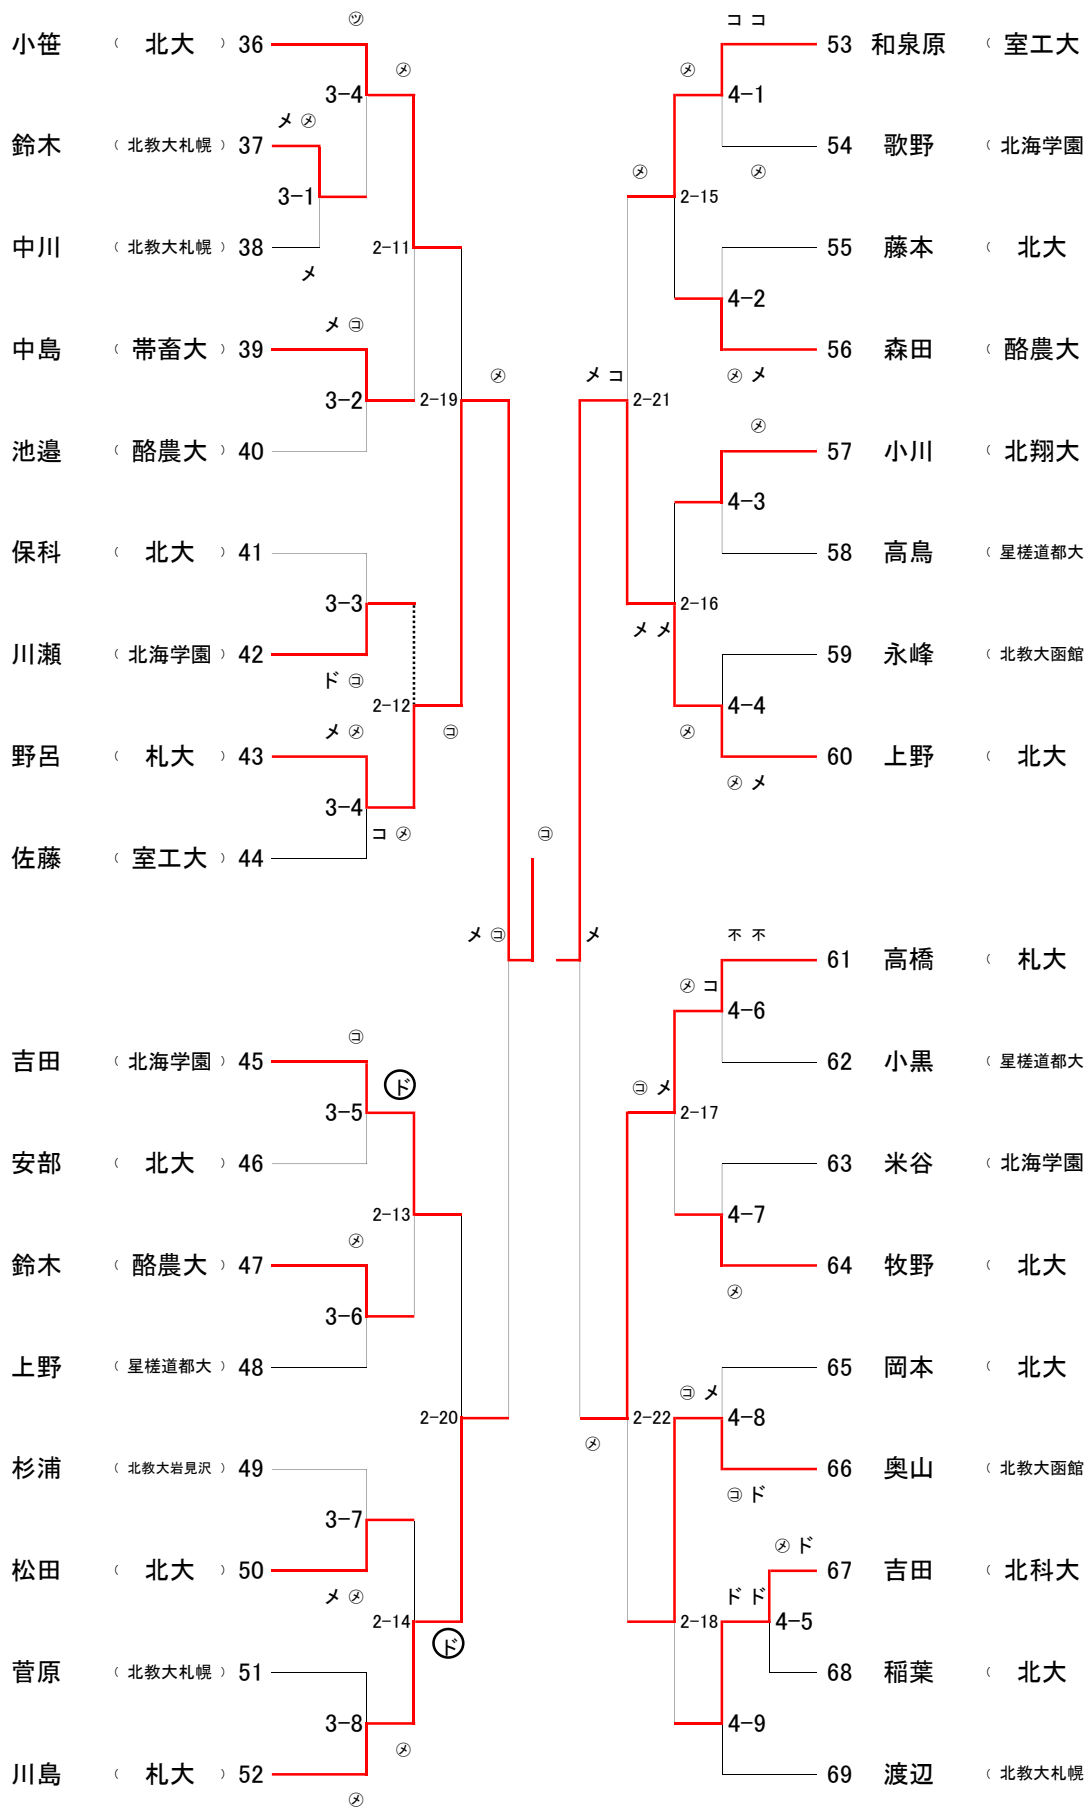 小笹 （ 北大 ） 36
鈴木 （ 北教大札幌 ） 37
中川 （ 北教大札幌 ） 38
中島 （ 帯畜大 ） 39
池邉 （ 酪農大 ） 40
保科 （ 北大 ） 41
川瀬 （ 北海学園 ） 42
野呂 （ 札大 ） 43
佐藤 （ 室工大 ） 44
吉田 （ 北海学園 ） 45
安部 （ 北大 ） 46
鈴木 （ 酪農大 ） 47
上野 （ 星槎道都大 ） 48
杉浦 （ 北教大岩見沢 ） 49
松田 （ 北大 ） 50
菅原 （ 北教大札幌 ） 51
川島 （ 札大 ） 52
㋡
3-4
㋱
メ ㋱
3-1
メ
2-11
メ ㋙
3-2
2-19
㋱
3-3
ド ㋙
2-12
メ ㋱
㋙
3-4
コ ㋱
㋙
メ ㋙
㋙
ⓓ
3-5
2-13
㋱
3-6
2-20
3-7
メ ㋱
2-14
ド
3-8
㋱
㋱
コ コ
㋱
4-1
㋱
㋱
2-15
4-2
㋱ メ
メ コ
2-21
㋱
4-3
2-16
メ メ
4-4
㋱
㋱ メ
メ
不 不
㋱ コ
4-6
㋙ メ
2-17
4-7
㋱
㋙ メ
2-22
4-8
㋱
㋙ ド
㋱ ド
ド ド
2-18
4-5
4-9
53 和泉原 （ 室工大
54 歌野 （ 北海学園
55 藤本 （ 北大
56 森田 （ 酪農大
57 小川 （ 北翔大
58 高鳥 （ 星槎道都大
59 永峰 （ 北教大函館
60 上野 （ 北大
61 高橋 （ 札大
62 小黒 （ 星槎道都大
63 米谷 （ 北海学園
64 牧野 （ 北大
65 岡本 （ 北大
66 奥山 （ 北教大函館
67 吉田 （ 北科大
68 稲葉 （ 北大
69 渡辺 （ 北教大札幌